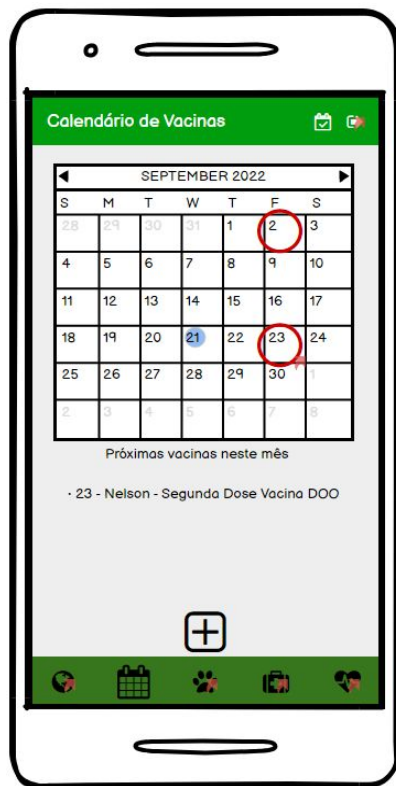 Calendário de Vacinas
SEPTEMBER 2022
S M T W T F S
28 29 30 31 1 2 3
4 5 6 7 8 9 10
11 12 13 14 15 16 17
18 19 20 21 22 23 24
25 26 27 28 29 30 1
2 3 4 5 6 7 8
Próximas vacinas neste mês
· 23 - Nelson - Segunda Dose Vacina DOO